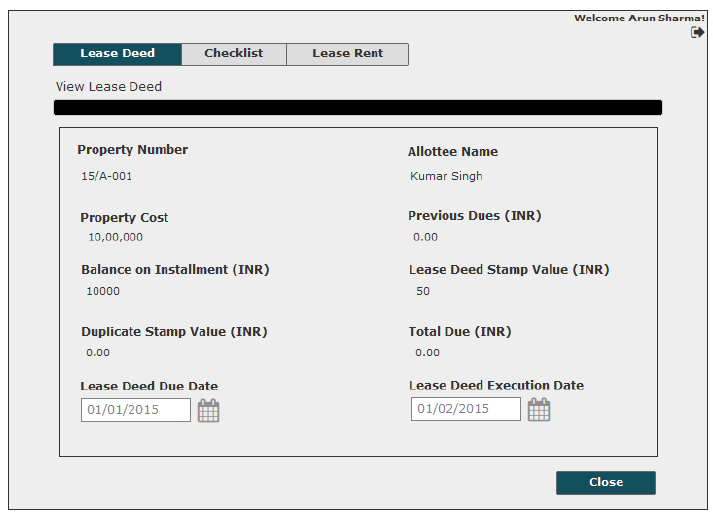 Welcome Arun Sharma!
Lease Deed Checklist Lease Rent
View Lease Deed
Property Number Allottee Name
15/A-001 Kumar Singh
Property Cost Previous Dues (INR)
10,00,000 0.00
Balance on Installment (INR) Lease Deed Stamp Value (INR)
10000 50
Duplicate Stamp Value (INR) Total Due (INR)
0.00 0.00
Lease Deed Due Date Lease Deed Execution Date
01/01/2015 01/02/2015
Close